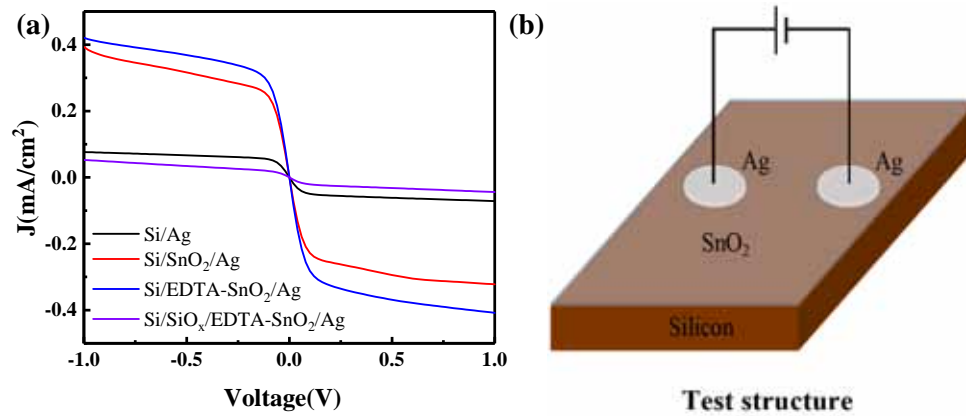 (a)
J(mA/cm²)
0.4
0.2
0.0
-0.2
-0.4
Si/Ag
Si/SnO₂/Ag
Si/EDTA-SnO₂/Ag
Si/SiOₓ/EDTA-SnO₂/Ag
-1.0 -0.5 0.0 0.5 1.0
Voltage(V)
(b)
Ag Ag
SnO₂
Silicon
Test structure